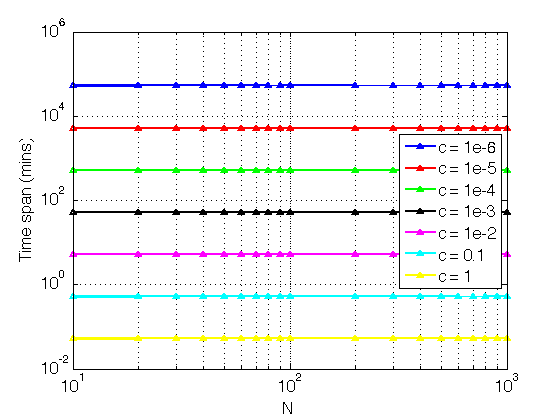 10^6
10^4
10^2
10^0
10^-2
Time span (mins)
c = 1e-6
c = 1e-5
c = 1e-4
c = 1e-3
c = 1e-2
c = 0.1
c = 1
10^1
10^2
10^3
N